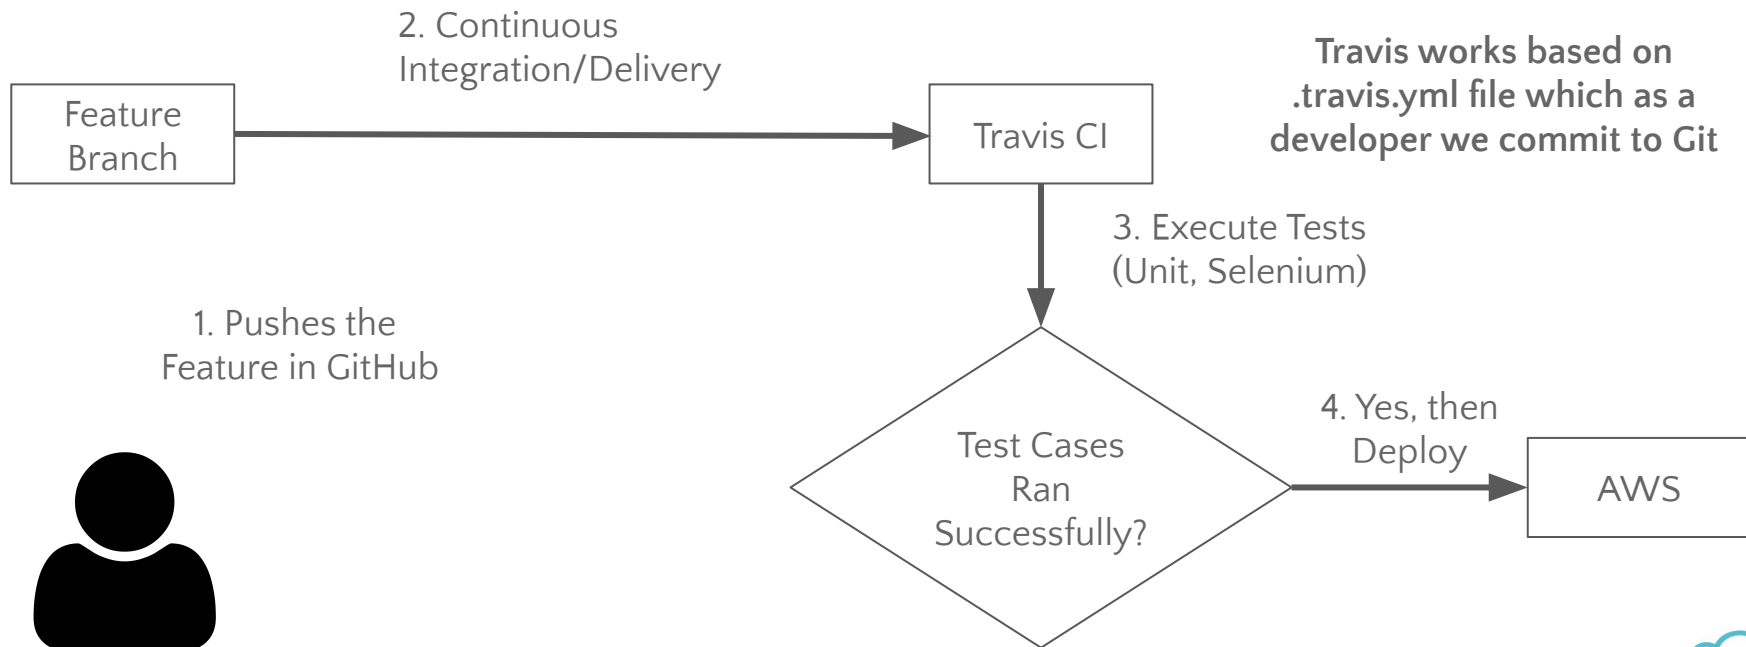 2. Continuous
Integration/Delivery
Travis works based on
.travis.yml file which as a
developer we commit to Git
Feature
Branch
Travis CI
3. Execute Tests
(Unit, Selenium)
1. Pushes the
Feature in GitHub
4. Yes, then
Deploy
Test Cases
Ran
Successfully?
AWS